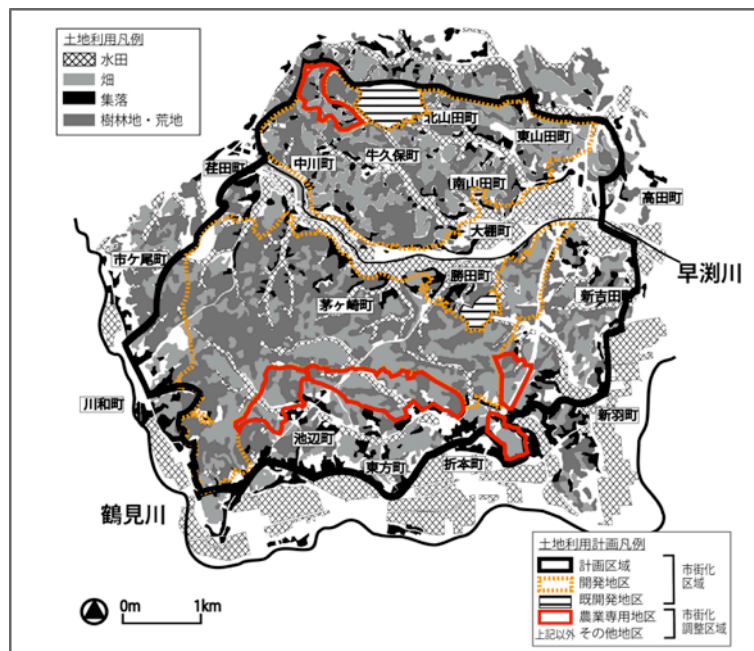 土地利用凡例
水田
畑
集落
樹林地・荒地
北山田町
東山田町
牛久保町
荏田町
中川町
南山田町
高田町
大棚町
早渕川
市ケ尾町
勝田町
新吉田町
茅ヶ崎町
川和町
新羽町
池辺町
折本町
東方町
鶴見川
0m 1km
土地利用計画凡例
計画区域
開発地区
既開発地区
市街化
区域
農業専用地区
上記以外 その他地区
市街化
調整区域